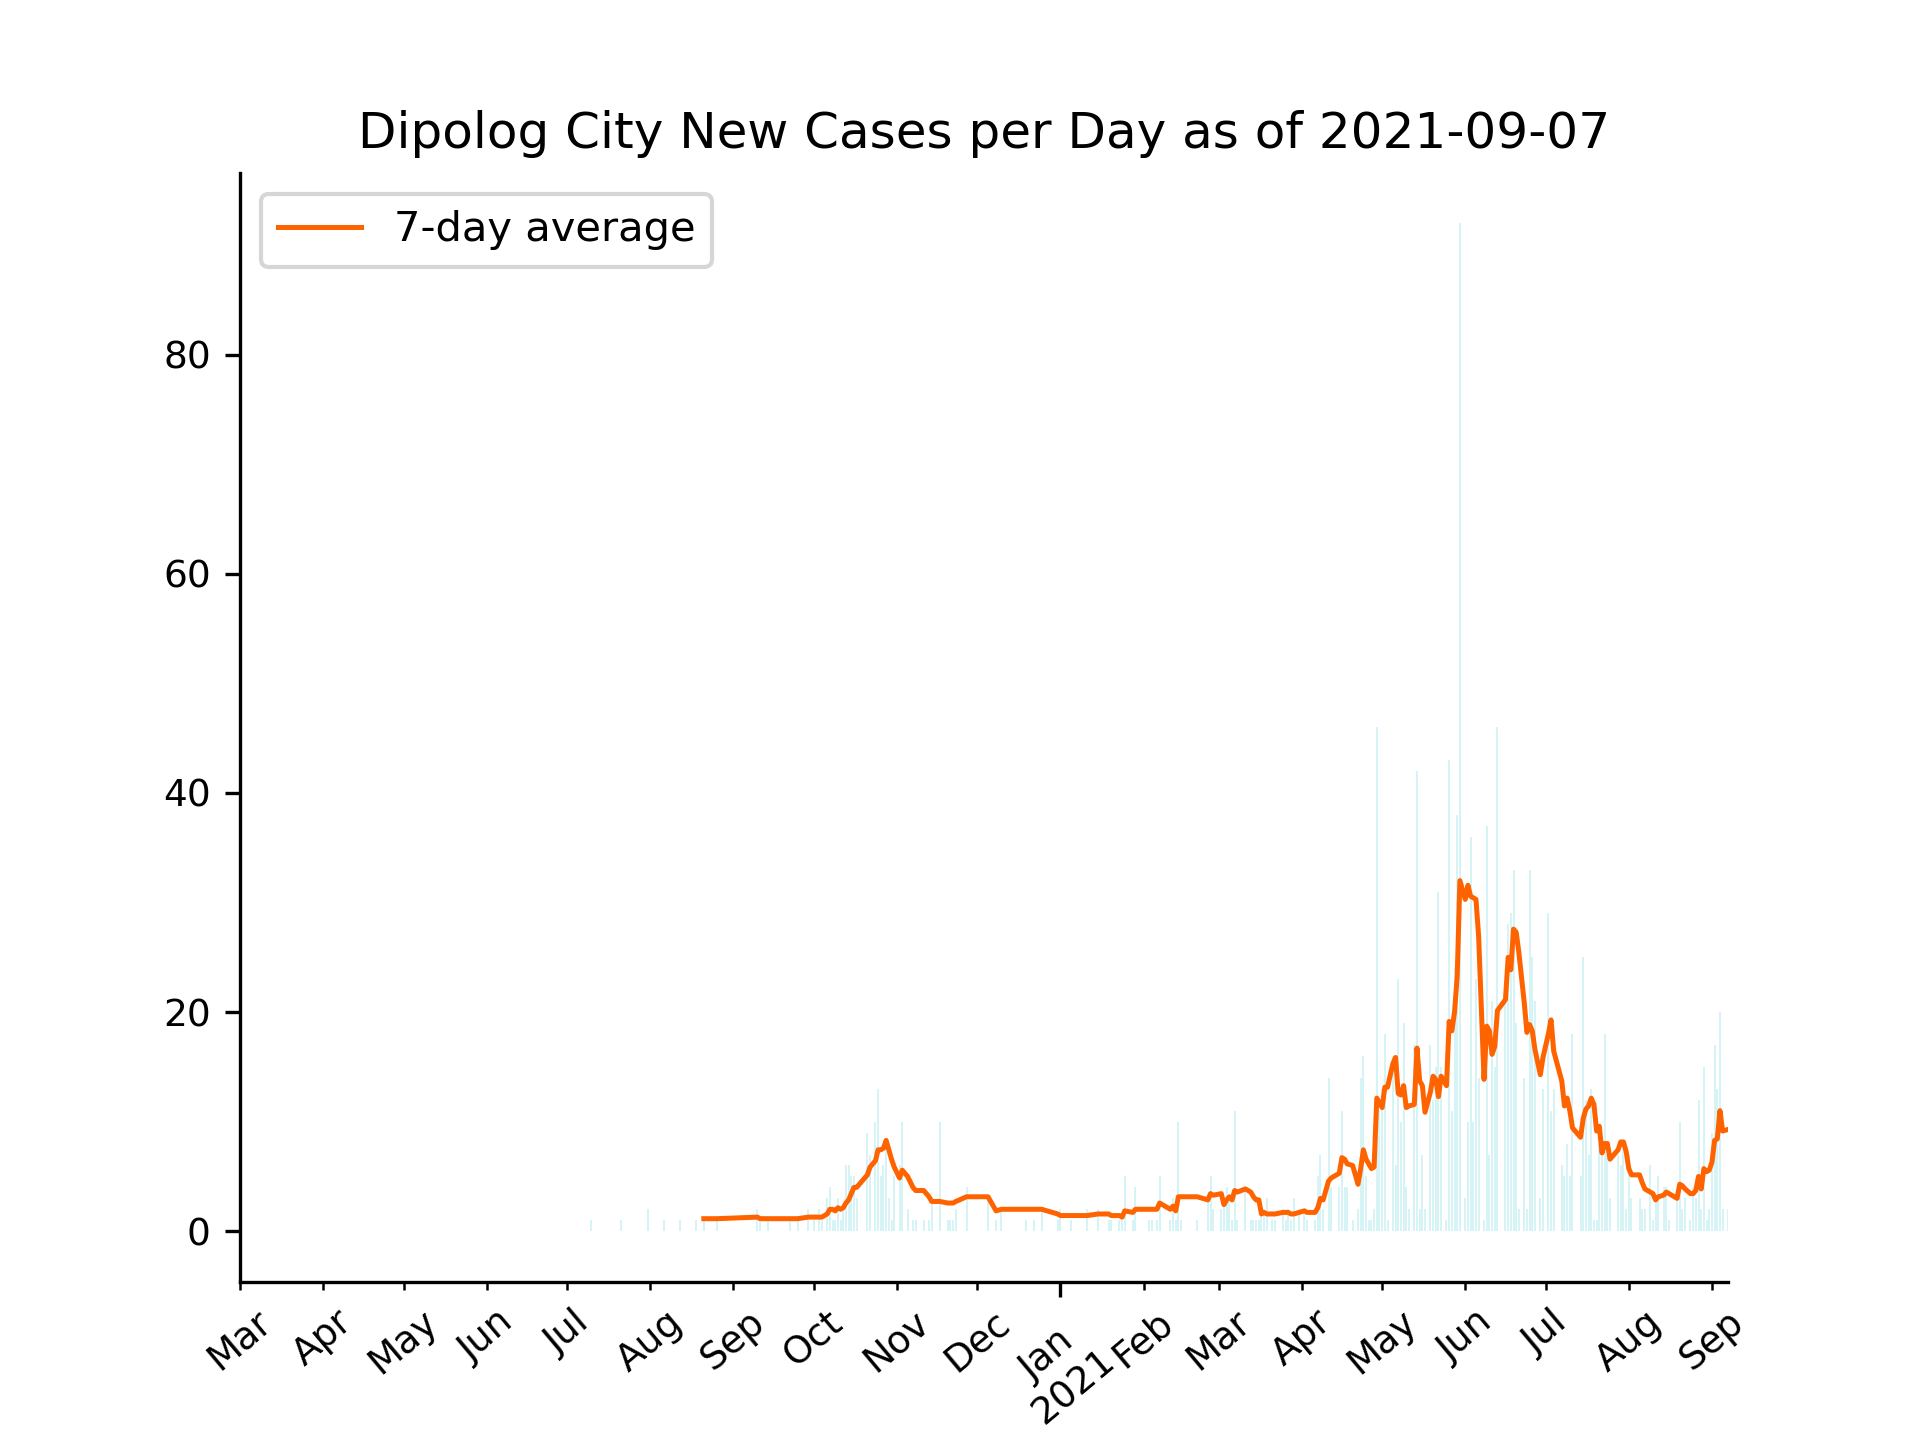 Dipolog City New Cases per Day as of 2021-09-07
7-day average
80
60
40
20
0
Mar Apr May Jun Jul Aug Sep Oct Nov Dec Jan Feb Mar Apr May Jun Jul Aug Sep
2021